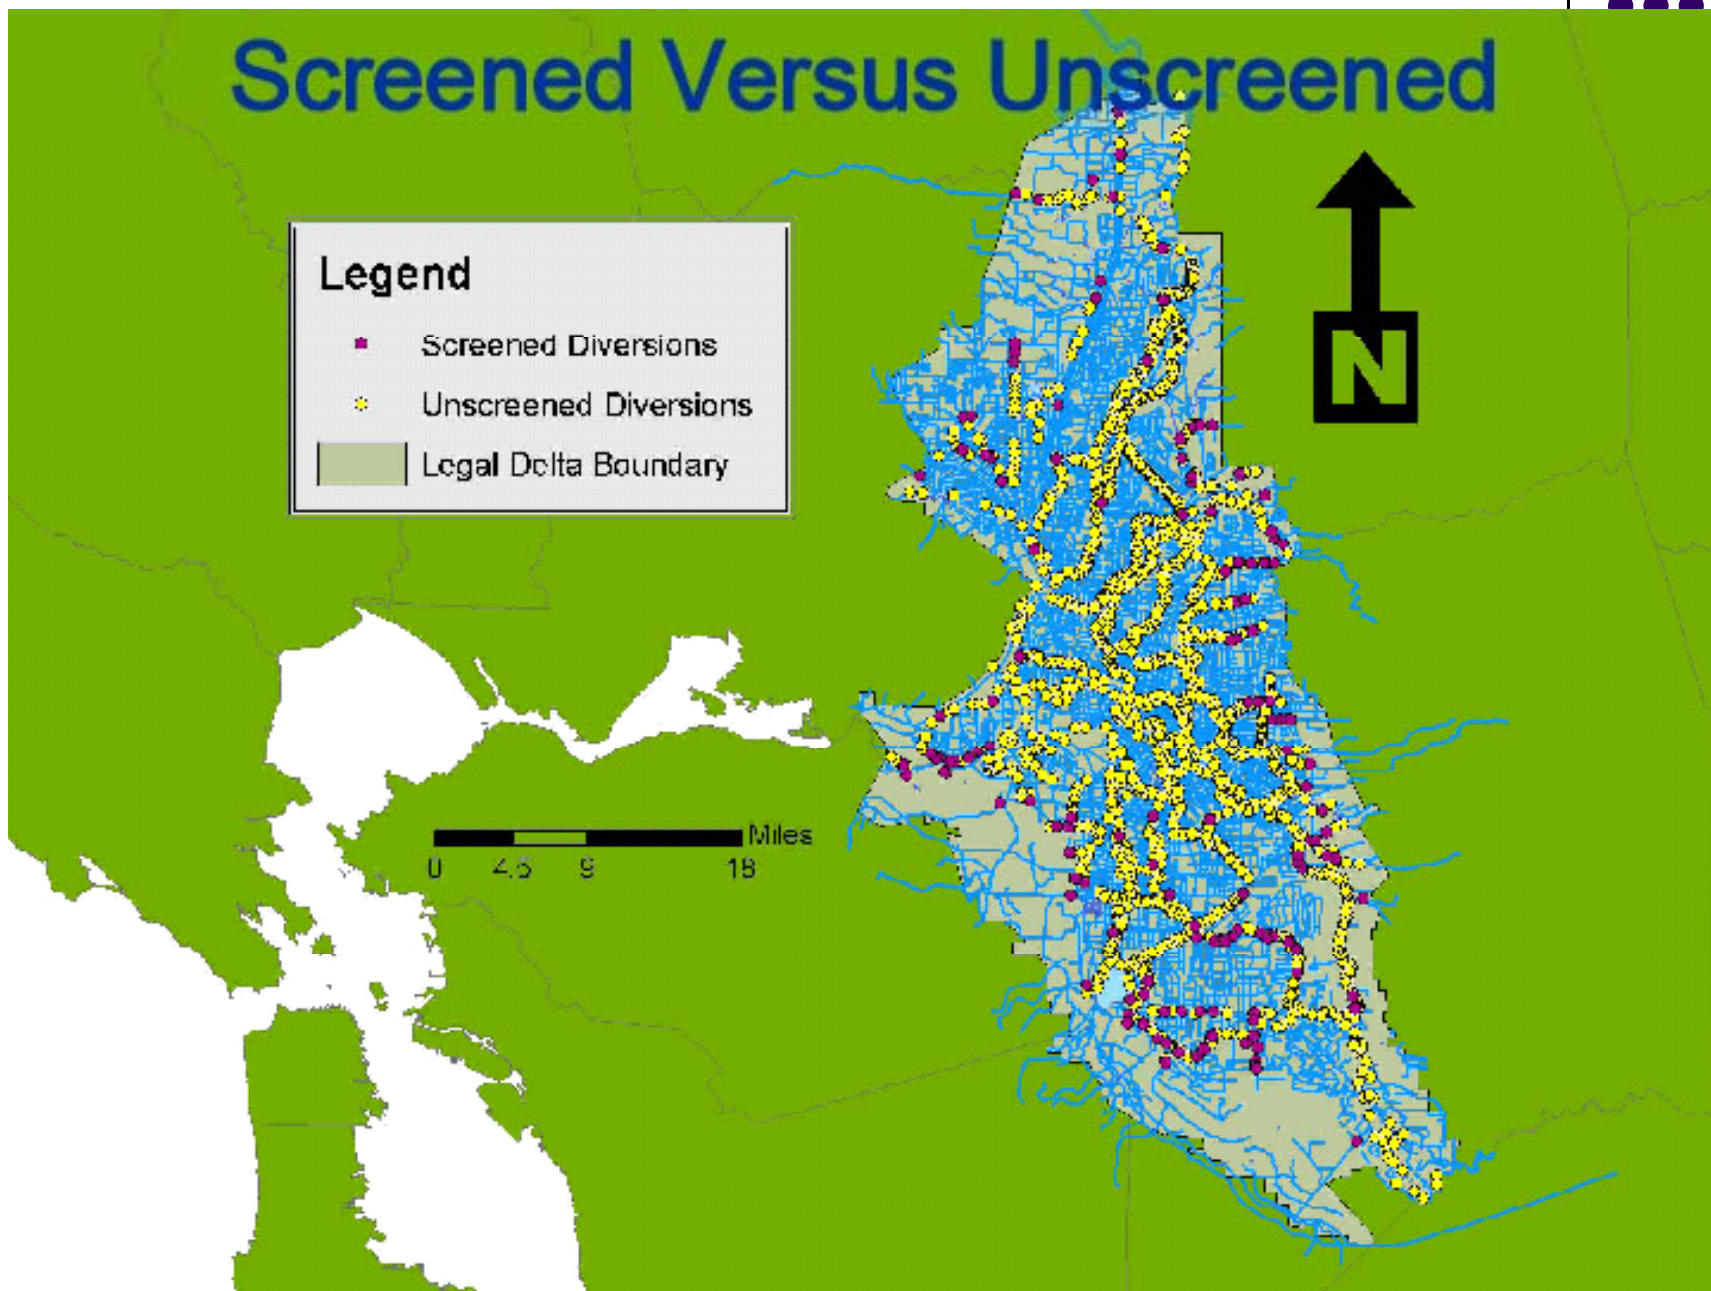 Screened Versus Unscreened
Legend
Screened Diversions
Unscreened Diversions
Legal Delta Boundary
N
Miles
0 4.5 9 18